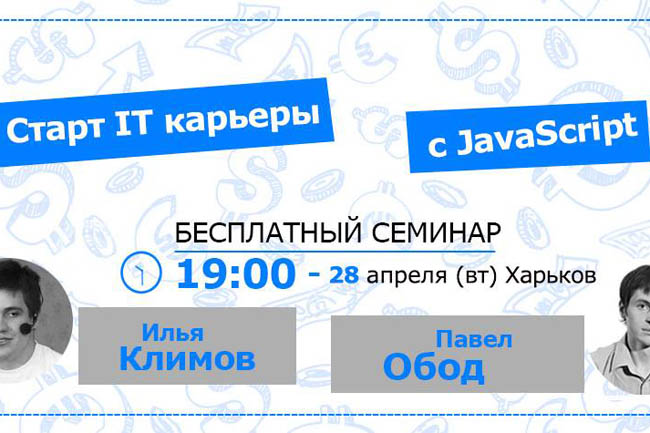 Старт IT карьеры
с JavaScript
БЕСПЛАТНЫЙ СЕМИНАР
19:00 - 28 апреля (вт) Харьков
Илья
Климов
Павел
Обод